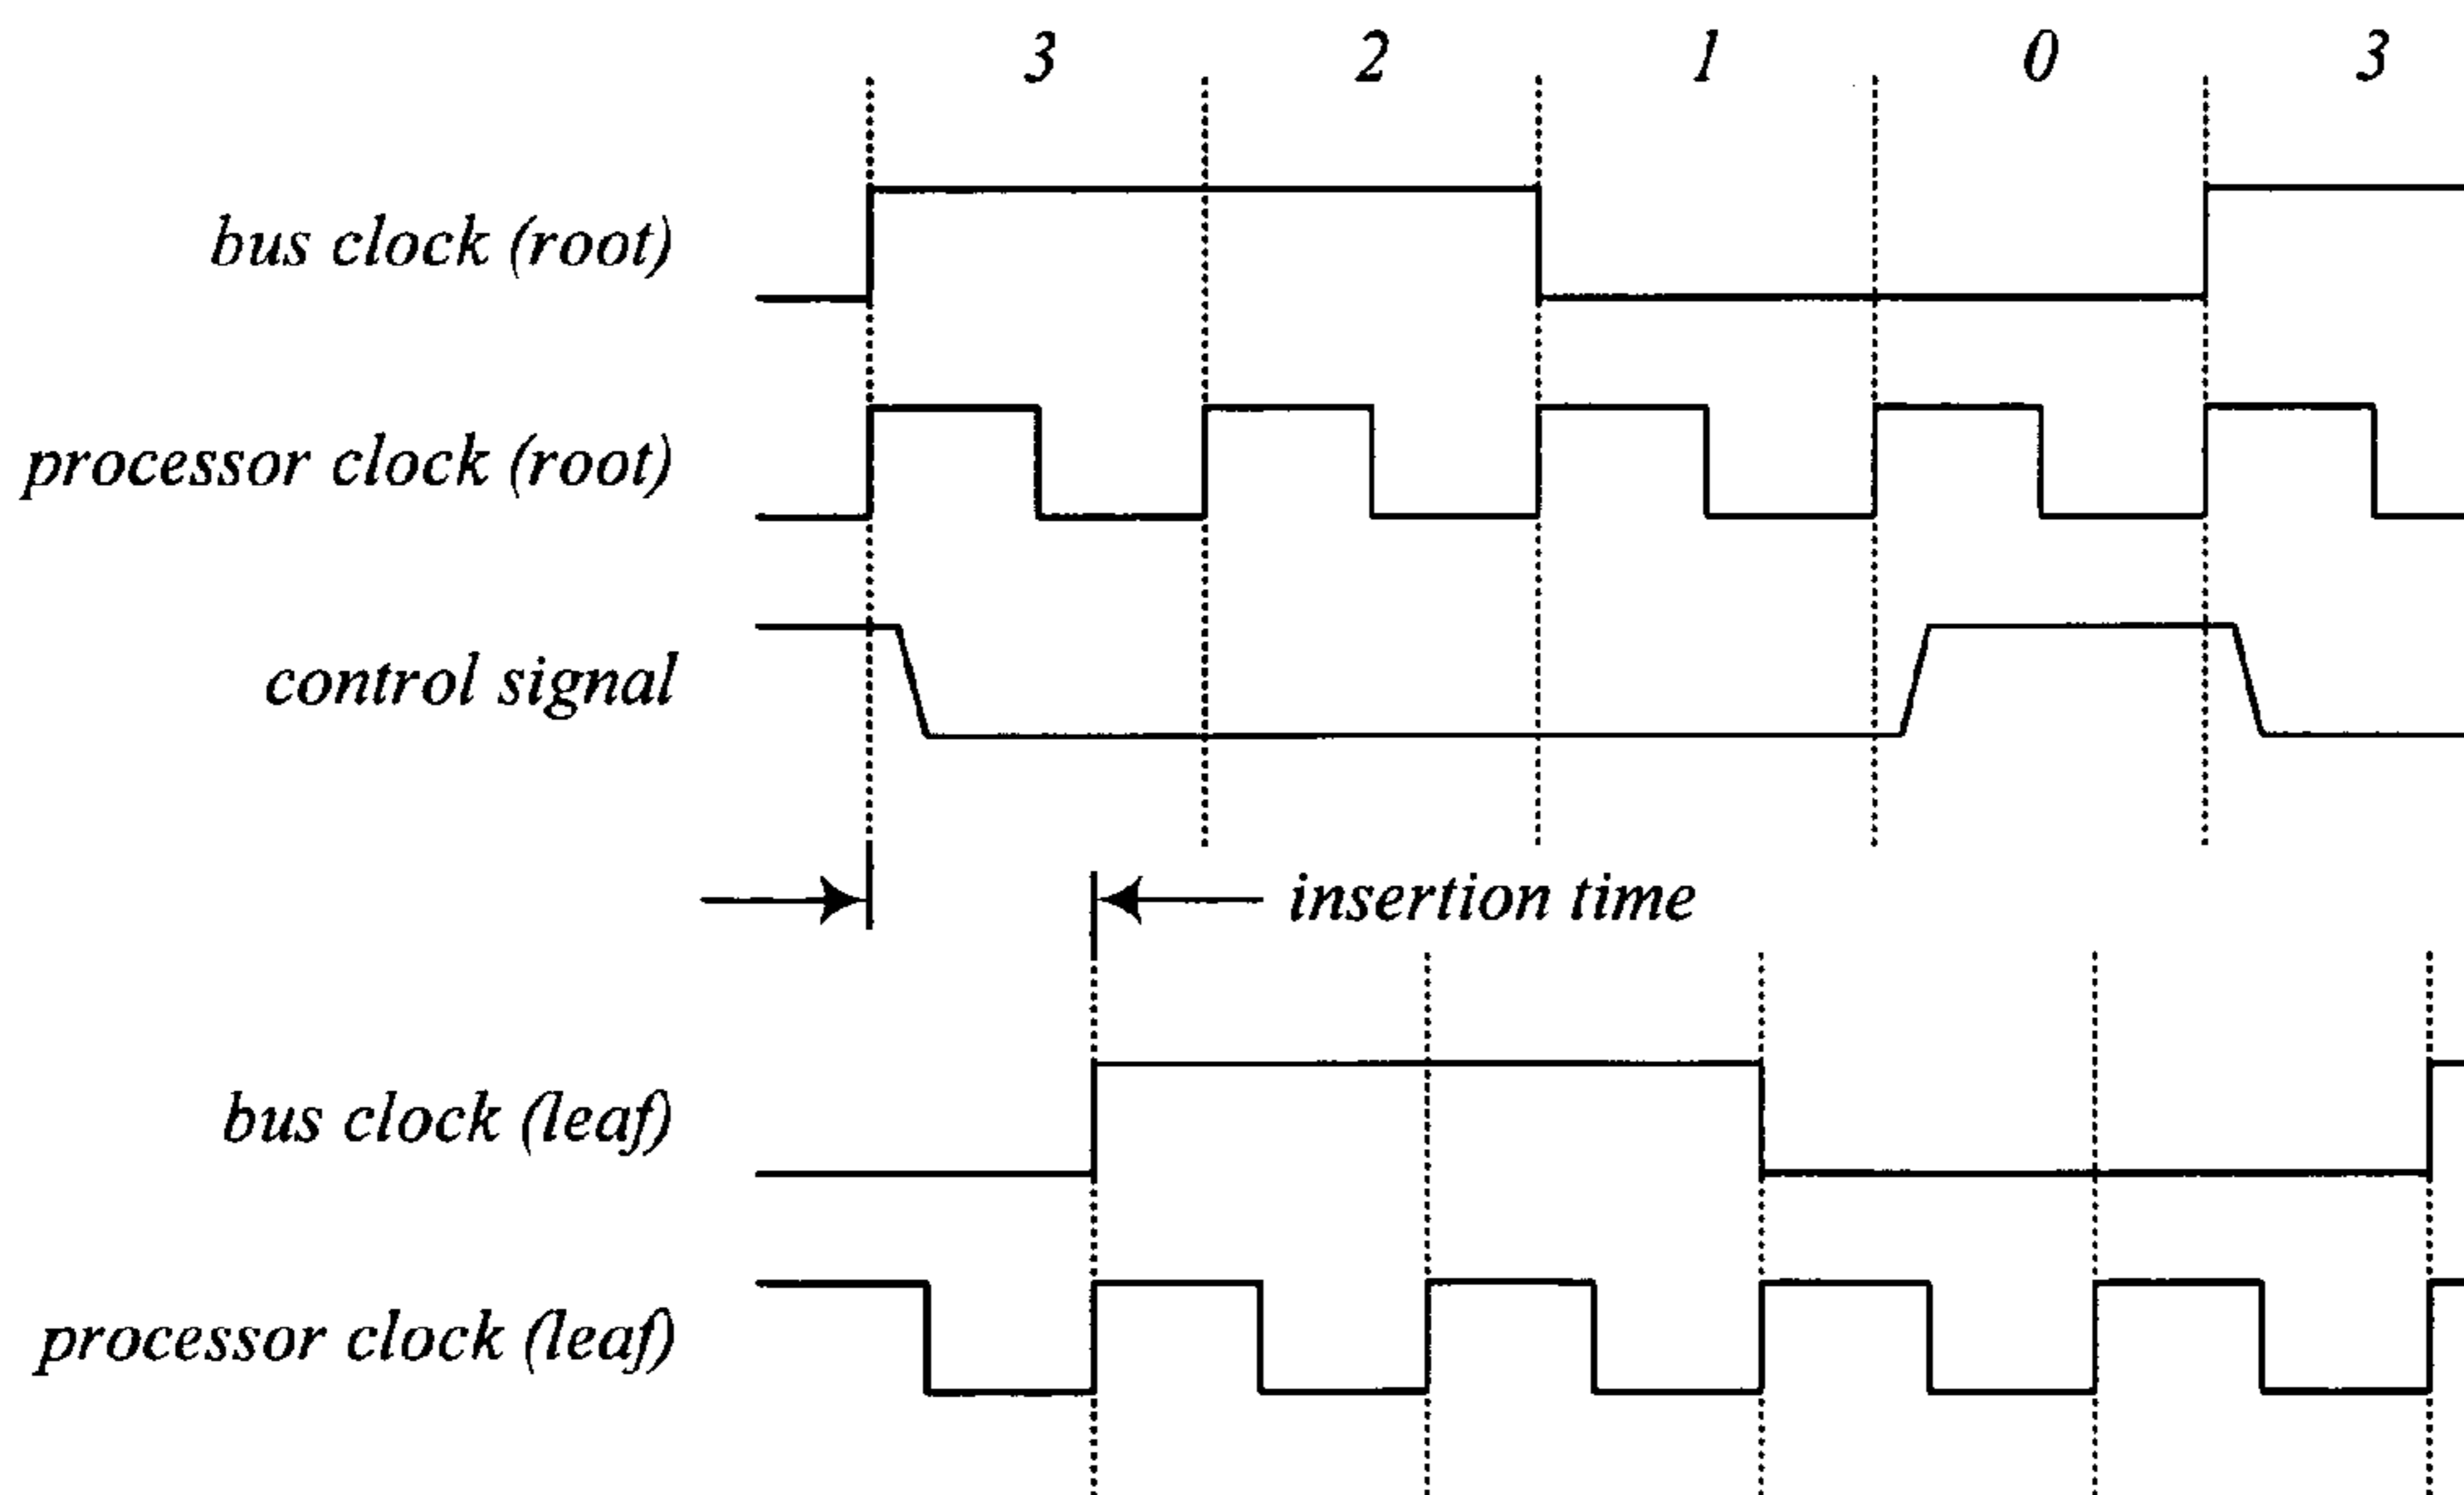 3 2 1 0 3
bus clock (root)
processor clock (root)
control signal
insertion time
bus clock (leaf)
processor clock (leaf)